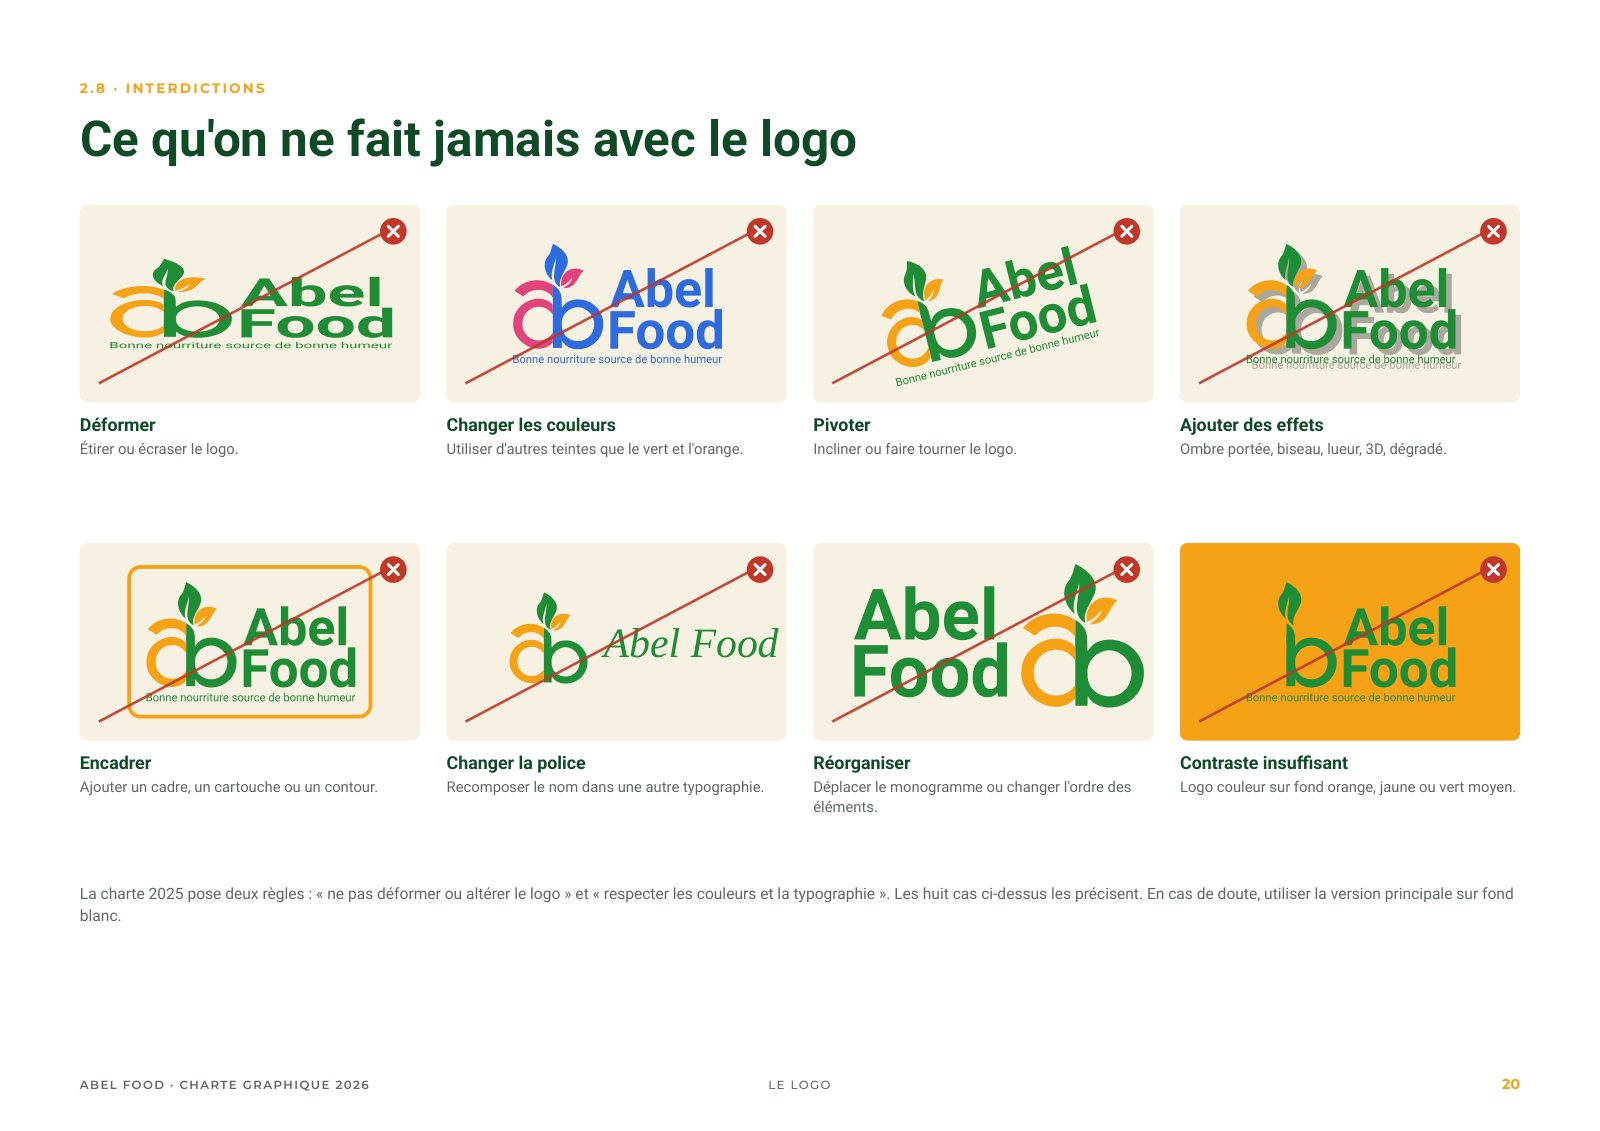 2.8 · INTERDICTIONS
Ce qu'on ne fait jamais avec le logo
ab Abel
Food
Bonne nourriture source de bonne humeur
ab Abel
Food
Bonne nourriture source de bonne humeur
ab Abel
Food
Bonne nourriture source de bonne humeur
ab Abel
Food
Bonne nourriture source de bonne humeur
Déformer
Étirer ou écraser le logo.
Changer les couleurs
Utiliser d'autres teintes que le vert et l'orange.
Pivoter
Incliner ou faire tourner le logo.
Ajouter des effets
Ombre portée, biseau, lueur, 3D, dégradé.
ab Abel
Food
Bonne nourriture source de bonne humeur
ab Abel Food
Abel
Food ab
b Abel
Food
Bonne nourriture source de bonne humeur
Encadrer
Ajouter un cadre, un cartouche ou un contour.
Changer la police
Recomposer le nom dans une autre typographie.
Réorganiser
Déplacer le monogramme ou changer l'ordre des
éléments.
Contraste insuffisant
Logo couleur sur fond orange, jaune ou vert moyen.
La charte 2025 pose deux règles : « ne pas déformer ou altérer le logo » et « respecter les couleurs et la typographie ». Les huit cas ci-dessus les précisent. En cas de doute, utiliser la version principale sur fond
blanc.
ABEL FOOD · CHARTE GRAPHIQUE 2026
LE LOGO
20